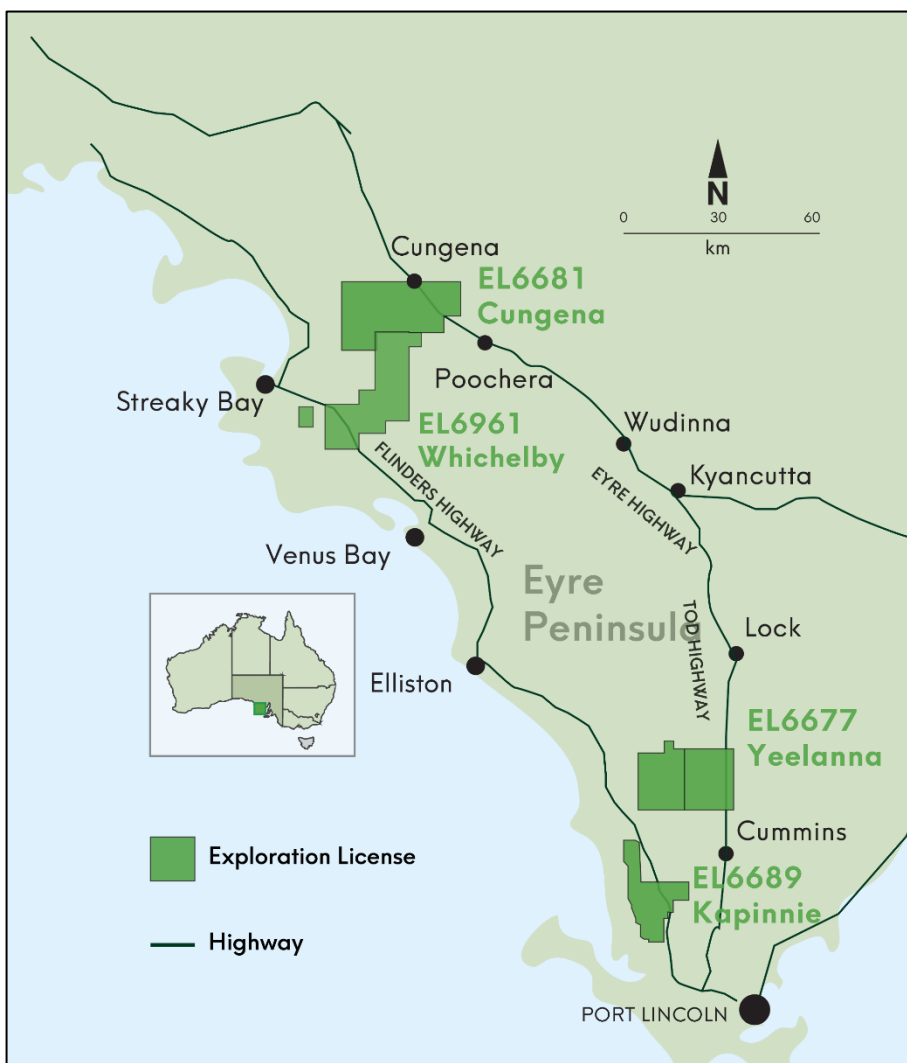 N
0 30 60
km
Cungena
EL6681
Cungena
Poochera
Streaky Bay
EL6961
Whichelby
Wudinna
Kyancutta
FLINDERS HIGHWAY
EYRE HIGHWAY
Venus Bay
Eyre
Peninsula
TOD HIGHWAY
Lock
Elliston
EL6677
Yeelanna
Cummins
Exploration License
EL6689
Kapinnie
Highway
PORT LINCOLN